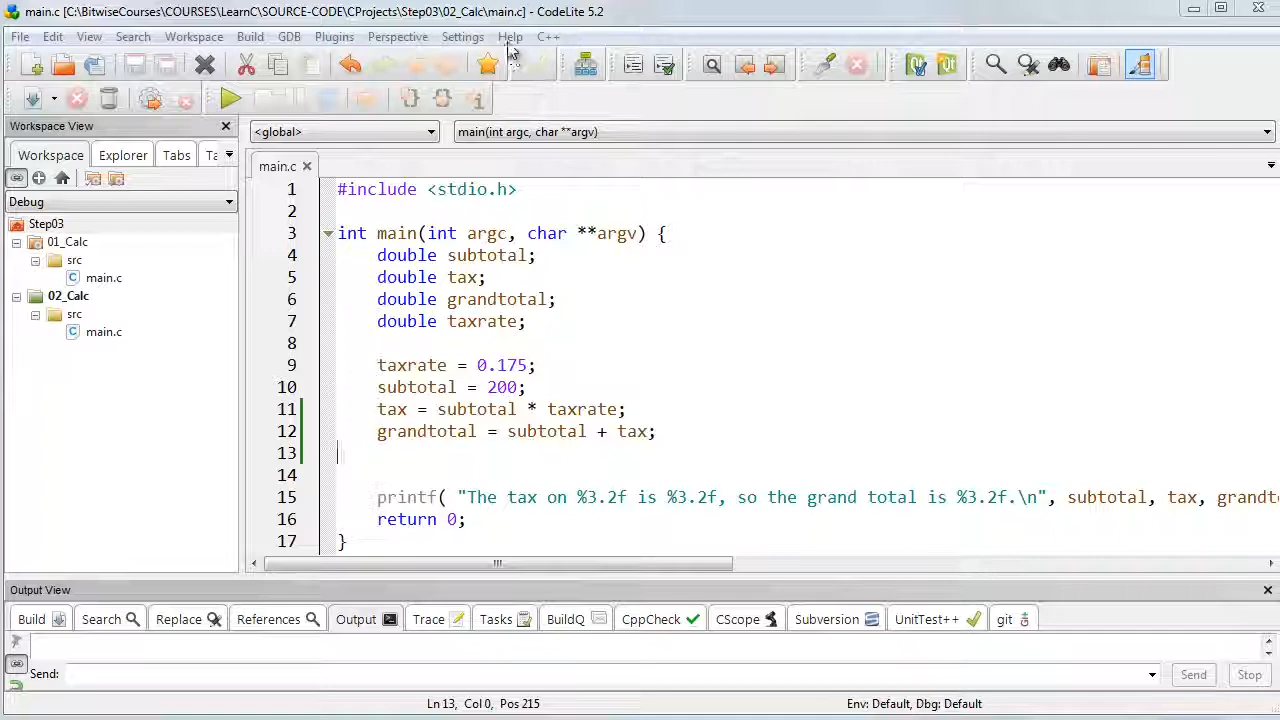 main.c [C:\BitwiseCourses\COURSES\LearnC\SOURCE-CODE\CProjects\Step03\02_Calc\main.c] - CodeLite 5.2
File Edit View Search Workspace Build GDB Plugins Perspective Settings Help C++
Workspace View
<global>
main(int argc, char **argv)
Workspace Explorer Tabs Ta
main.c
Debug
Step03
01_Calc
src
main.c
02_Calc
src
main.c
1 #include <stdio.h>
2
3 int main(int argc, char **argv) {
4 double subtotal;
5 double tax;
6 double grandtotal;
7 double taxrate;
8
9 taxrate = 0.175;
10 subtotal = 200;
11 tax = subtotal * taxrate;
12 grandtotal = subtotal + tax;
13
14
15 printf( "The tax on %3.2f is %3.2f, so the grand total is %3.2f.\n", subtotal, tax, grandt
16 return 0;
17 }
Output View
Build Search Replace References Output Trace Tasks BuildQ CppCheck CScope Subversion UnitTest++ git
Send:
Send Stop
Ln 13, Col 0, Pos 215
Env: Default, Dbg: Default